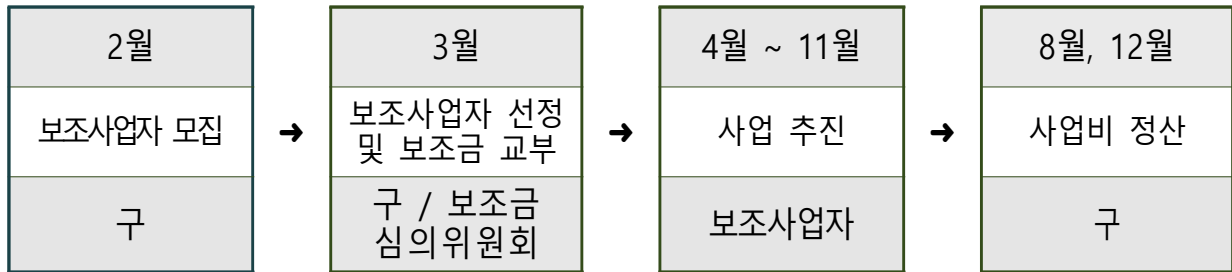 2월
보조사업자 모집
구
➜
3월
보조사업자 선정
및 보조금 교부
구 / 보조금
심의위원회
➜
4월 ~ 11월
사업 추진
보조사업자
➜
8월, 12월
사업비 정산
구